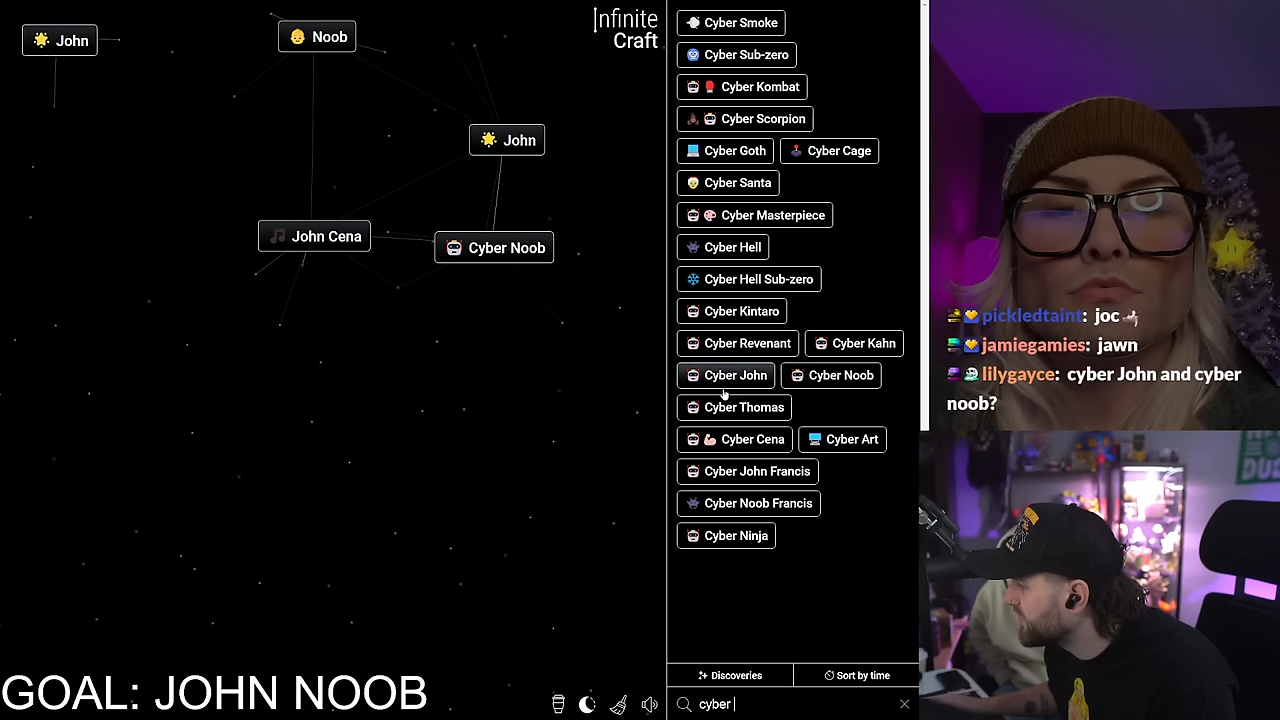 John
Noob
Infinite
Craft
John
John Cena
Cyber Noob
Cyber Smoke
Cyber Sub-zero
Cyber Kombat
Cyber Scorpion
Cyber Goth
Cyber Cage
Cyber Santa
Cyber Masterpiece
Cyber Hell
Cyber Hell Sub-zero
Cyber Kintaro
Cyber Revenant
Cyber Kahn
Cyber John
Cyber Noob
Cyber Thomas
Cyber Cena
Cyber Art
Cyber John Francis
Cyber Noob Francis
Cyber Ninja
Discoveries
Sort by time
cyber
GOAL: JOHN NOOB
pickledtaint: joc
jamiegamies: jawn
lilygayce: cyber John and cyber
noob?